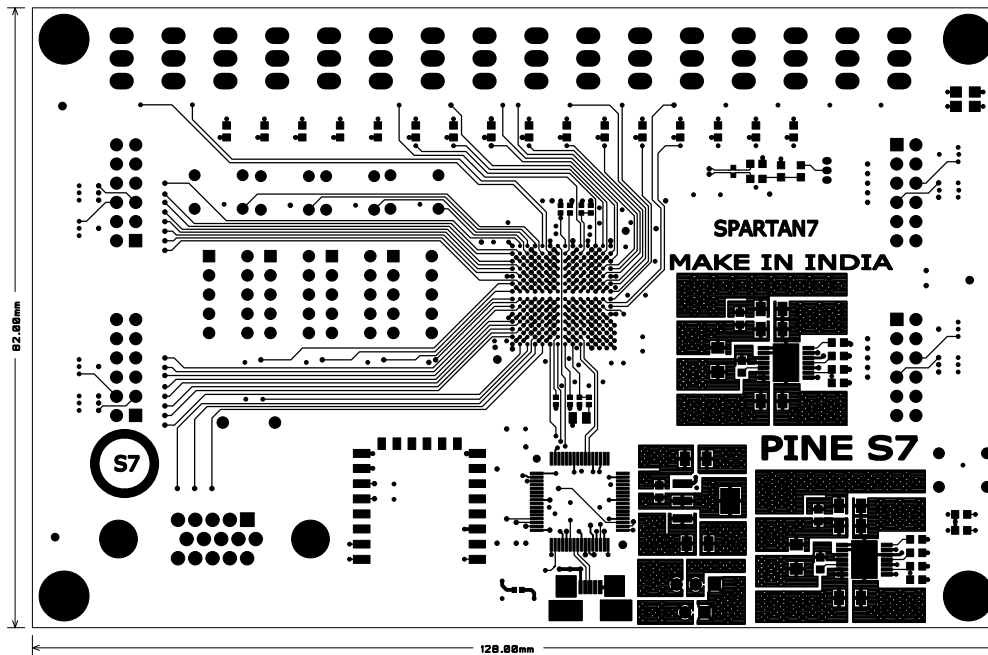 SPARTAN7
MAKE IN INDIA
82.00mm
PINE S7
S7
128.00mm